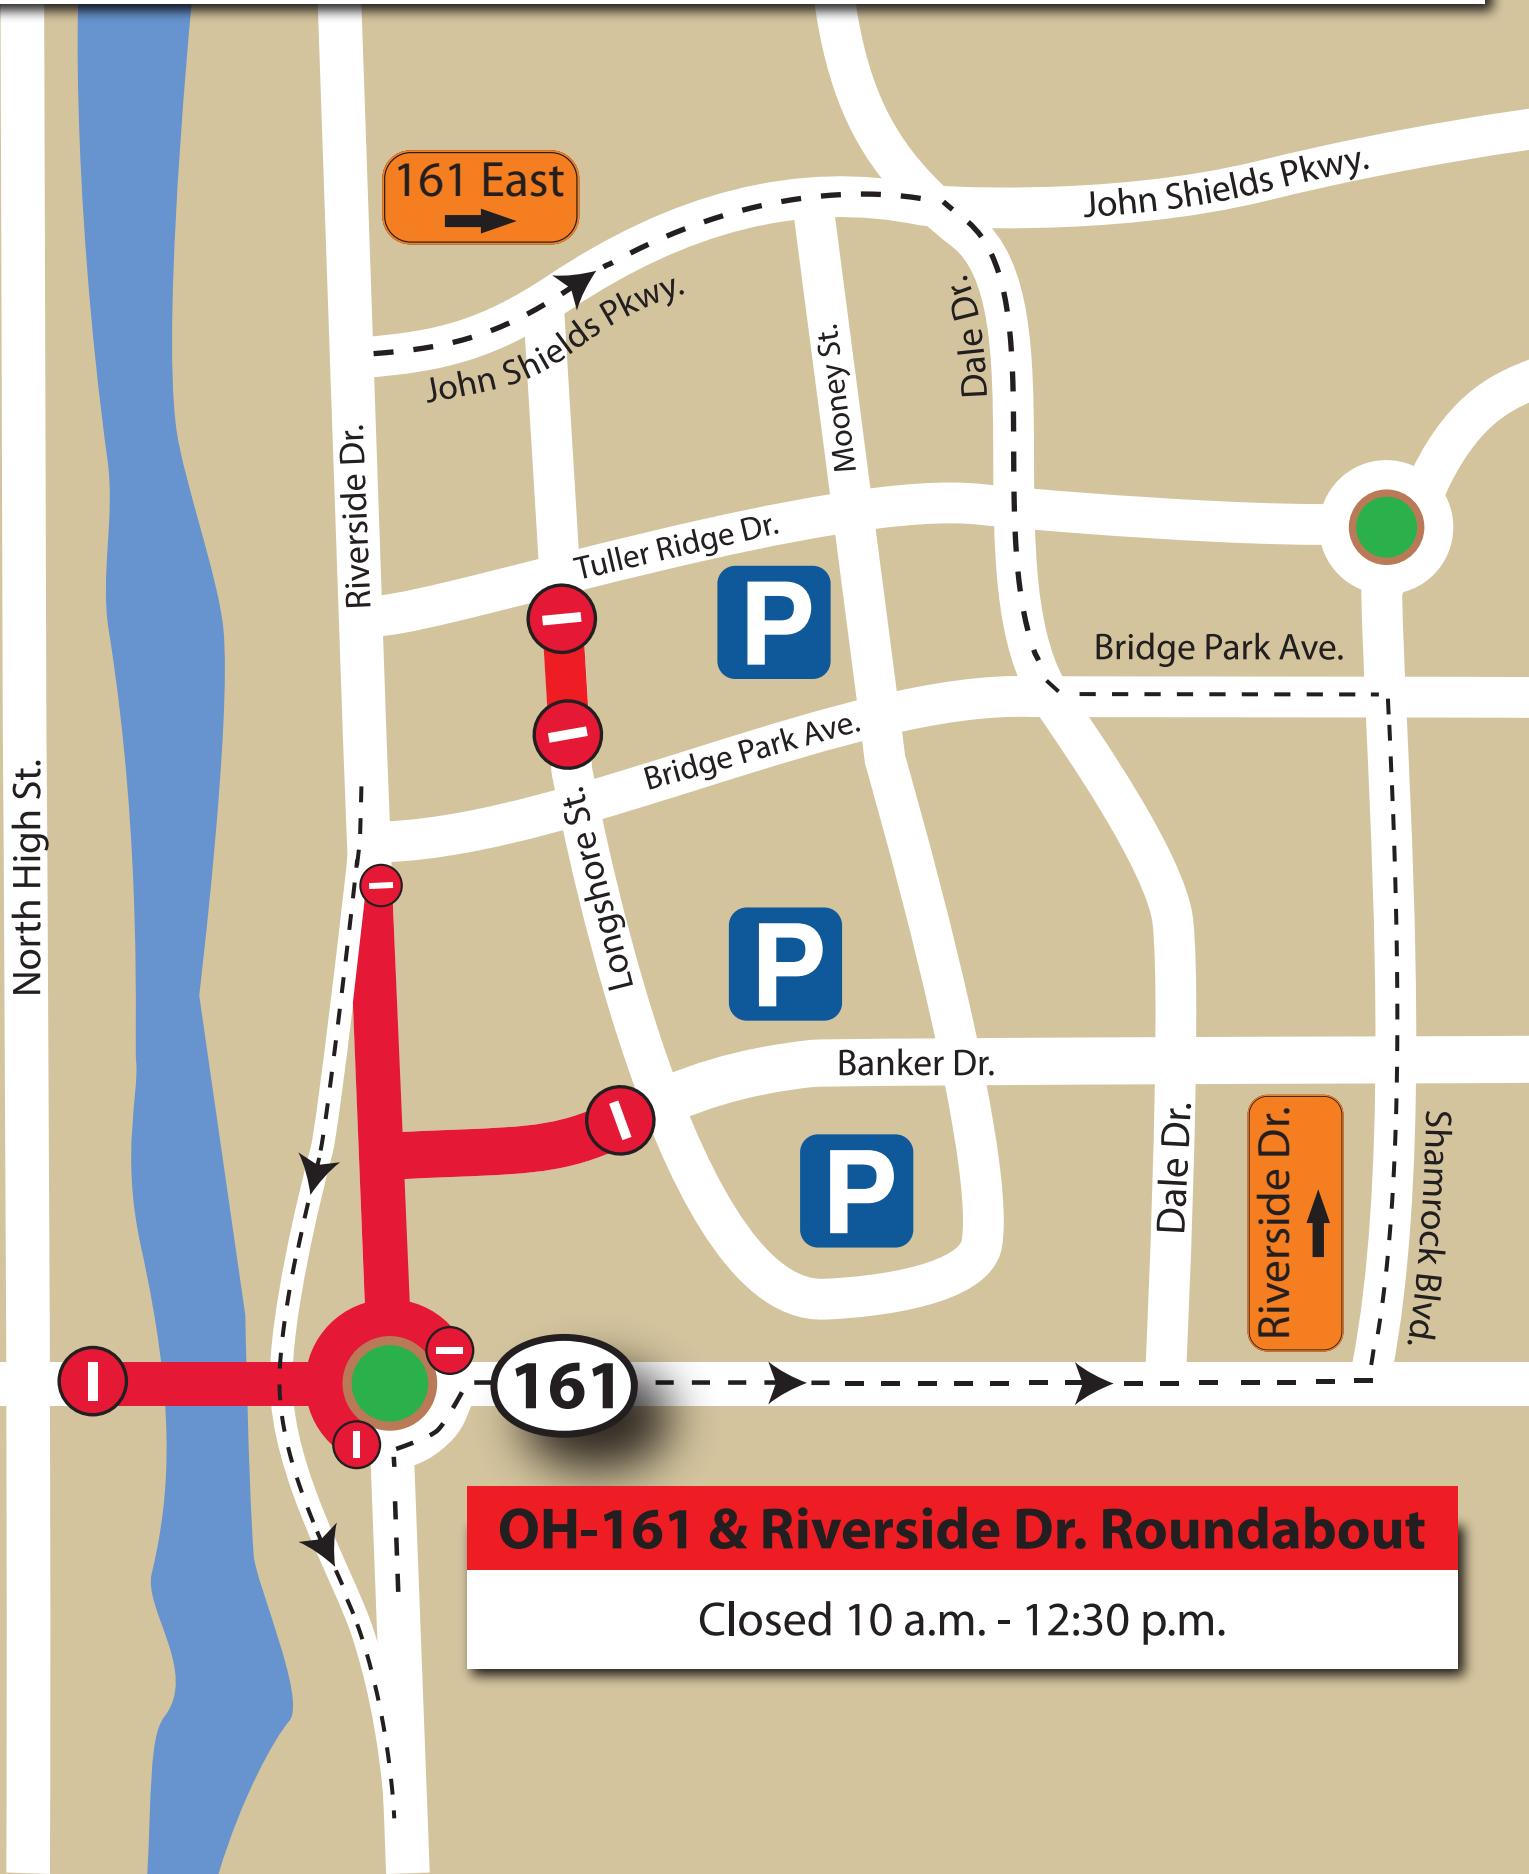 161 East
John Shields Pkwy.
John Shields Pkwy.
Dale Dr.
Mooney St.
Riverside Dr.
Tuller Ridge Dr.
P
Bridge Park Ave.
Bridge Park Ave.
North High St.
Longshore St.
P
Banker Dr.
Dale Dr.
Riverside Dr.
Shamrock Blvd.
P
161
OH-161 & Riverside Dr. Roundabout
Closed 10 a.m. - 12:30 p.m.